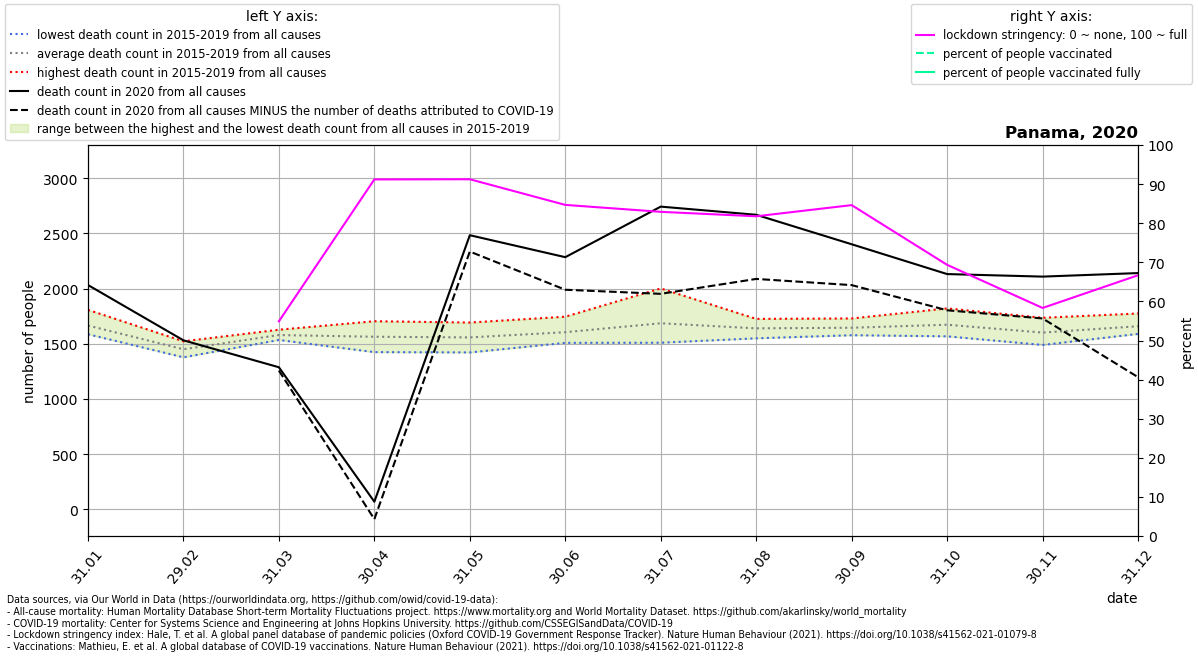 left Y axis:
lowest death count in 2015-2019 from all causes
average death count in 2015-2019 from all causes
highest death count in 2015-2019 from all causes
death count in 2020 from all causes
death count in 2020 from all causes MINUS the number of deaths attributed to COVID-19
range between the highest and the lowest death count from all causes in 2015-2019
right Y axis:
lockdown stringency: 0 ~ none, 100 ~ full
percent of people vaccinated
percent of people vaccinated fully
Panama, 2020
number of people
3000
2500
2000
1500
1000
500
0
100
90
80
70
60
50
40
30
20
10
0
percent
31.01
29.02
31.03
30.04
31.05
30.06
31.07
31.08
30.09
31.10
30.11
31.12
date
Data sources, via Our World in Data (https://ourworldindata.org, https://github.com/owid/covid-19-data):
- All-cause mortality: Human Mortality Database Short-term Mortality Fluctuations project. https://www.mortality.org and World Mortality Dataset. https://github.com/akarlinsky/world_mortality
- COVID-19 mortality: Center for Systems Science and Engineering at Johns Hopkins University. https://github.com/CSSEGISandData/COVID-19
- Lockdown stringency index: Hale, T. et al. A global panel database of pandemic policies (Oxford COVID-19 Government Response Tracker). Nature Human Behaviour (2021). https://doi.org/10.1038/s41562-021-01079-8
- Vaccinations: Mathieu, E. et al. A global database of COVID-19 vaccinations. Nature Human Behaviour (2021). https://doi.org/10.1038/s41562-021-01122-8